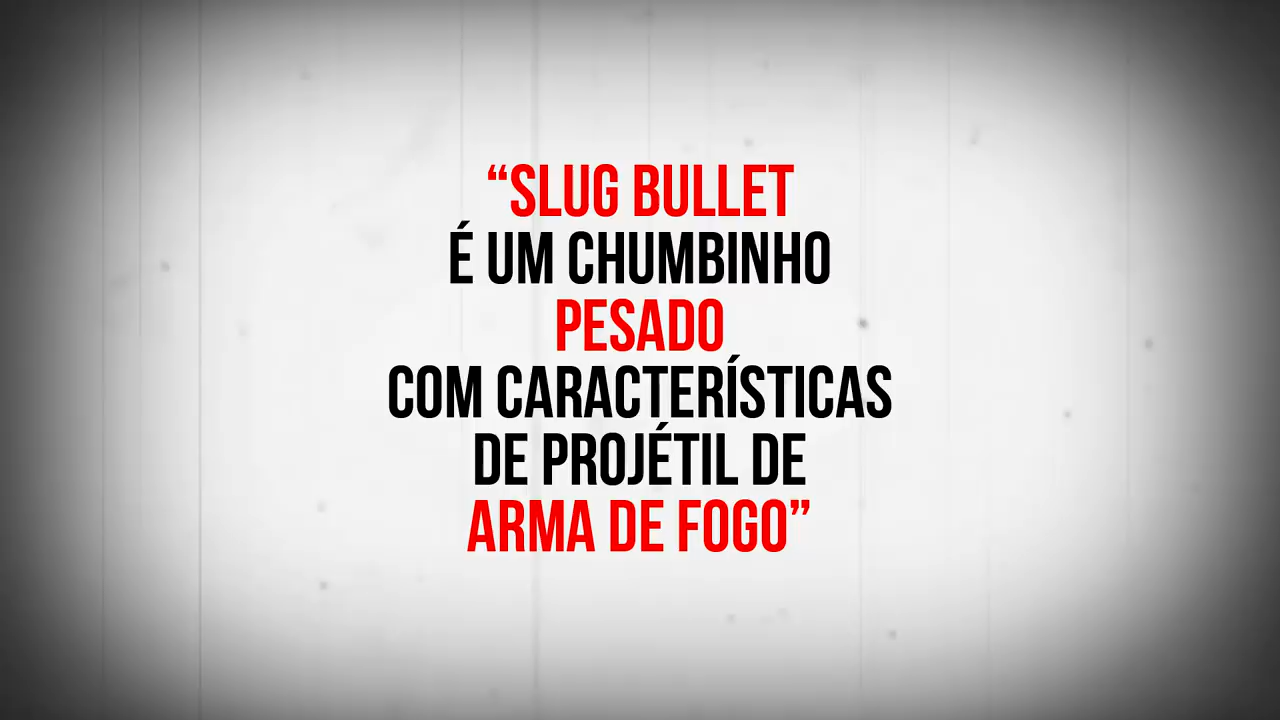 “SLUG BULLET
É UM CHUMBINHO
PESADO
COM CARACTERÍSTICAS
DE PROJÉTIL DE
ARMA DE FOGO”